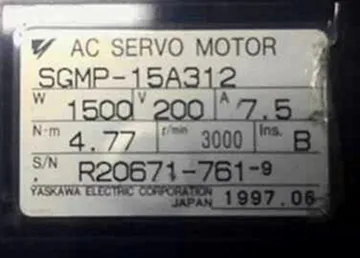 AC SERVO MOTOR
SGMP-15A312
W 1500 V 200 A 7.5
N·m 4.77 r/min 3000 Ins. B
S/N R20671-761-9
YASKAWA ELECTRIC CORPORATION
JAPAN 1997.06